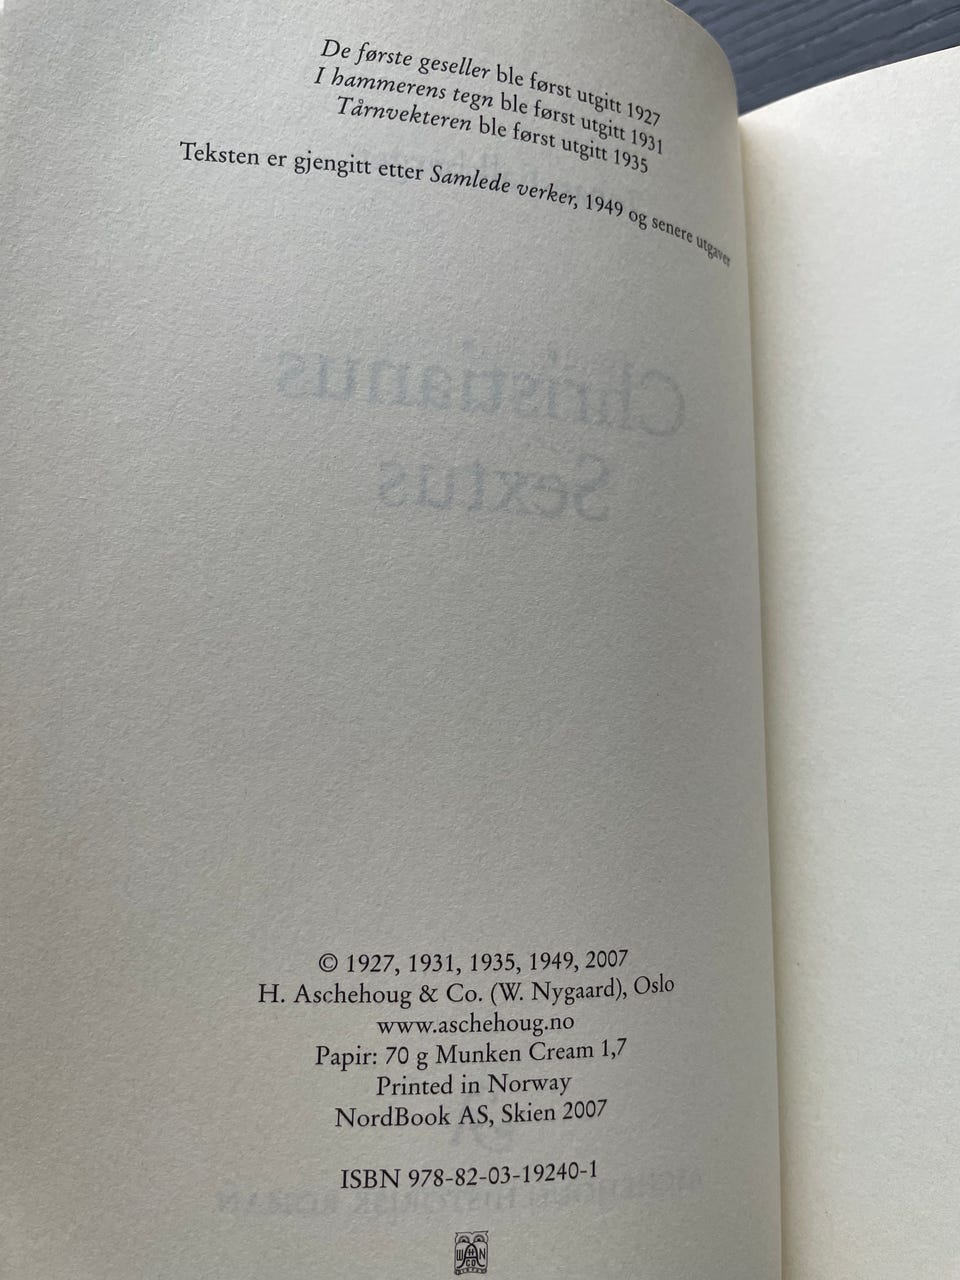 De første geseller ble først utgitt 1927
I hammerens tegn ble først utgitt 1931
Tårnvekteren ble først utgitt 1935
Teksten er gjengitt etter Samlede verker, 1949 og senere utgaver
Christianus
Sextus
© 1927, 1931, 1935, 1949, 2007
H. Aschehoug & Co. (W. Nygaard), Oslo
www.aschehoug.no
Papir: 70 g Munken Cream 1,7
Printed in Norway
NordBook AS, Skien 2007
ISBN 978-82-03-19240-1